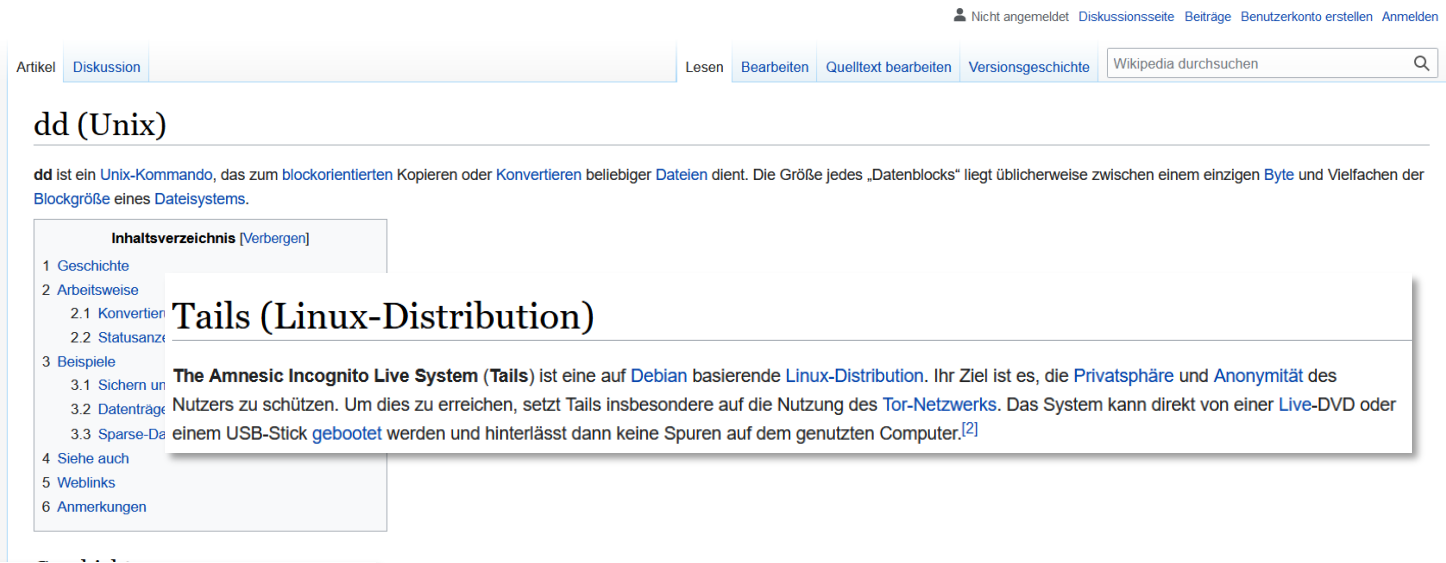 Nicht angemeldet Diskussionsseite Beiträge Benutzerkonto erstellen Anmelden
Artikel Diskussion Lesen Bearbeiten Quelltext bearbeiten Versionsgeschichte Wikipedia durchsuchen
dd (Unix)
dd ist ein Unix-Kommando, das zum blockorientierten Kopieren oder Konvertieren beliebiger Dateien dient. Die Größe jedes „Datenblocks“ liegt üblicherweise zwischen einem einzigen Byte und Vielfachen der
Blockgröße eines Dateisystems.
Inhaltsverzeichnis [Verbergen]
1 Geschichte
2 Arbeitsweise
2.1 Konvertier
2.2 Statusanze
3 Beispiele
3.1 Sichern un
3.2 Datenträge
3.3 Sparse-Da
4 Siehe auch
5 Weblinks
6 Anmerkungen
Tails (Linux-Distribution)
The Amnesic Incognito Live System (Tails) ist eine auf Debian basierende Linux-Distribution. Ihr Ziel ist es, die Privatsphäre und Anonymität des
Nutzers zu schützen. Um dies zu erreichen, setzt Tails insbesondere auf die Nutzung des Tor-Netzwerks. Das System kann direkt von einer Live-DVD oder
einem USB-Stick gebootet werden und hinterlässt dann keine Spuren auf dem genutzten Computer.[2]